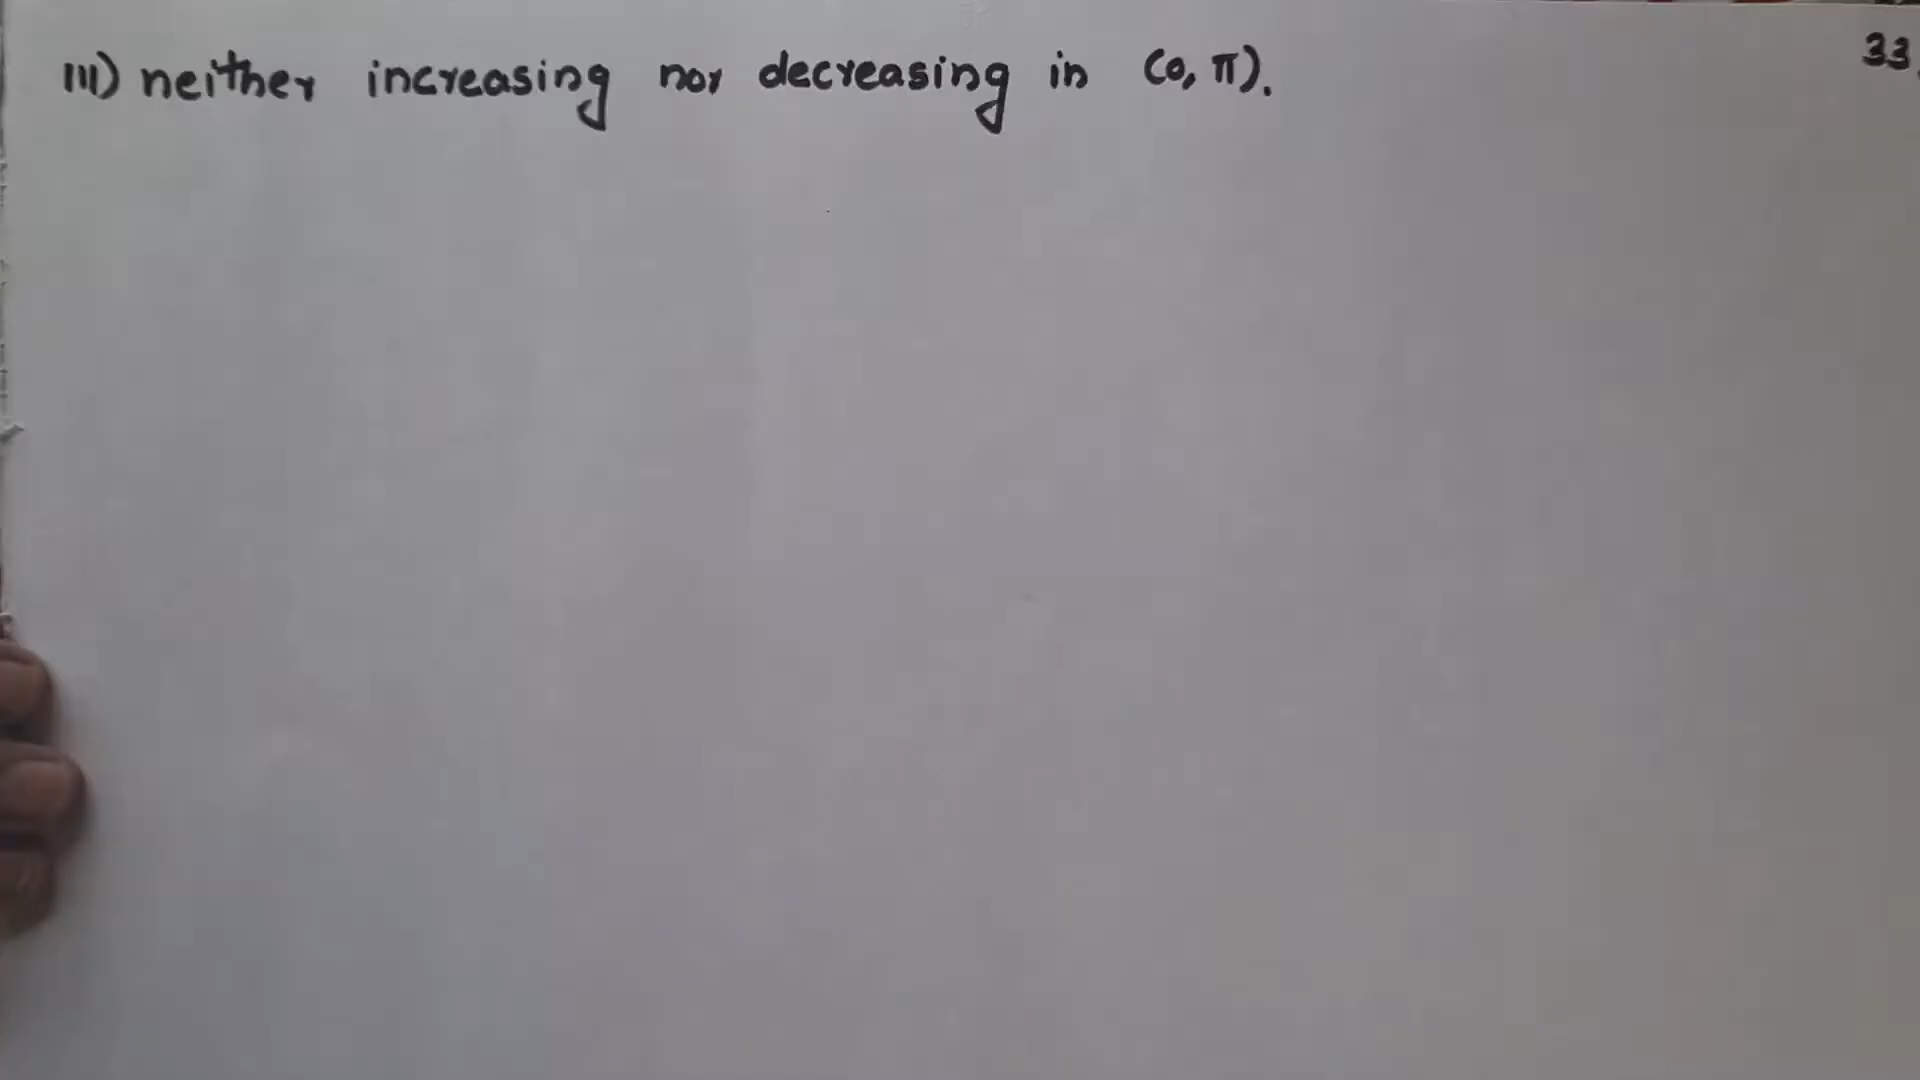 III) neither increasing nor decreasing in (0, π).
33.